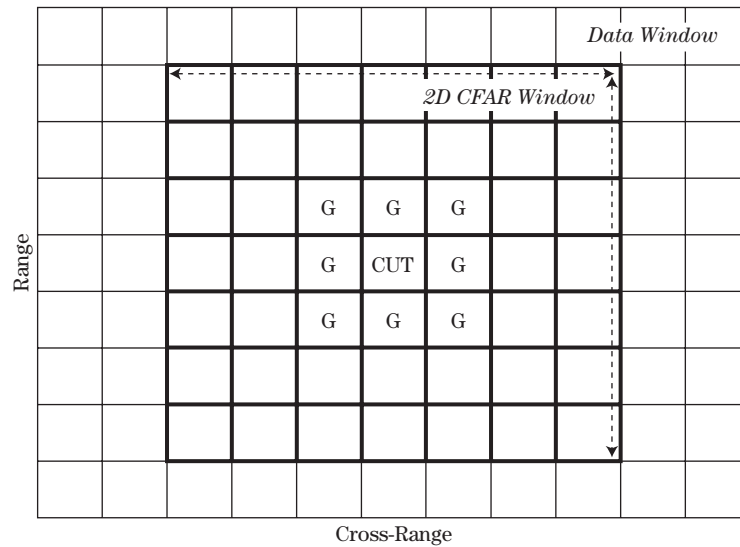 Data Window
2D CFAR Window
G G G
G CUT G
G G G
Range
Cross-Range